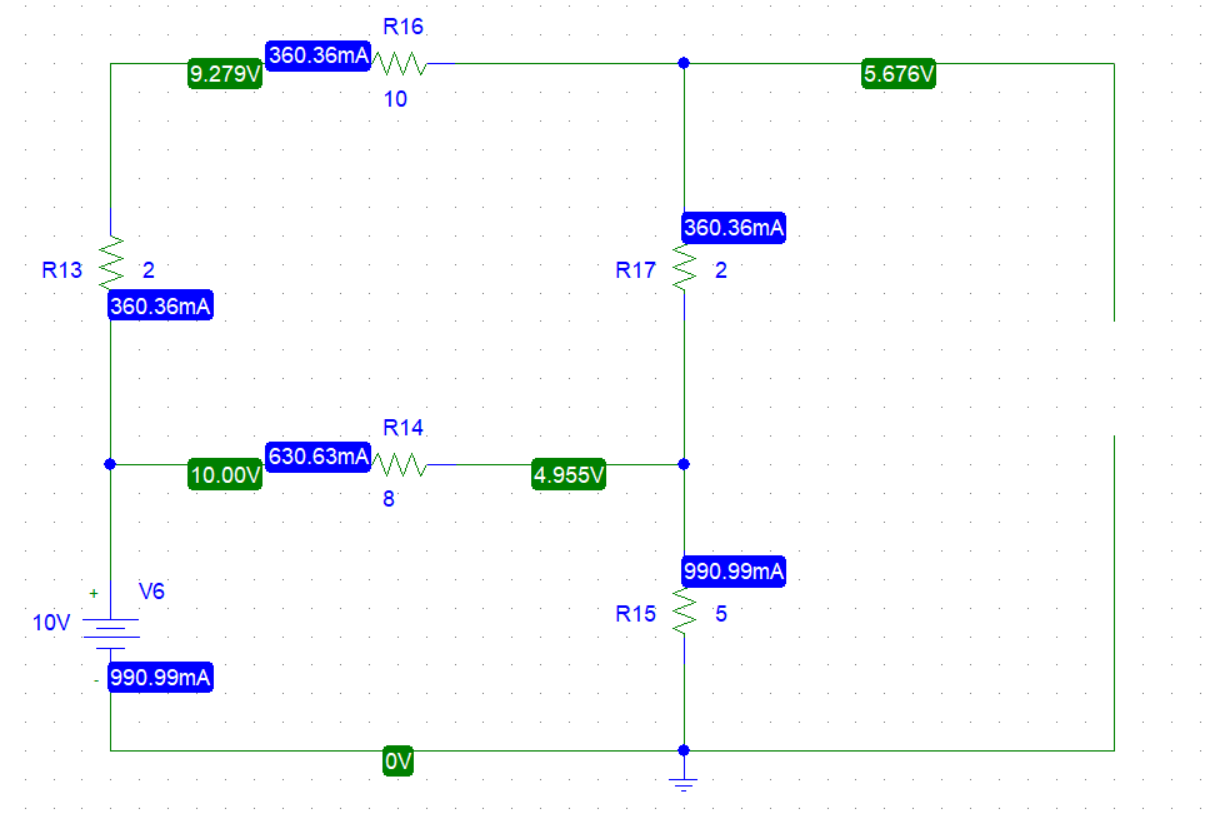 R16
360.36mA
9.279V
5.676V
10
360.36mA
R13
2
R17
2
360.36mA
R14
630.63mA
10.00V
4.955V
8
990.99mA
+
V6
10V
R15
5
-
990.99mA
0V